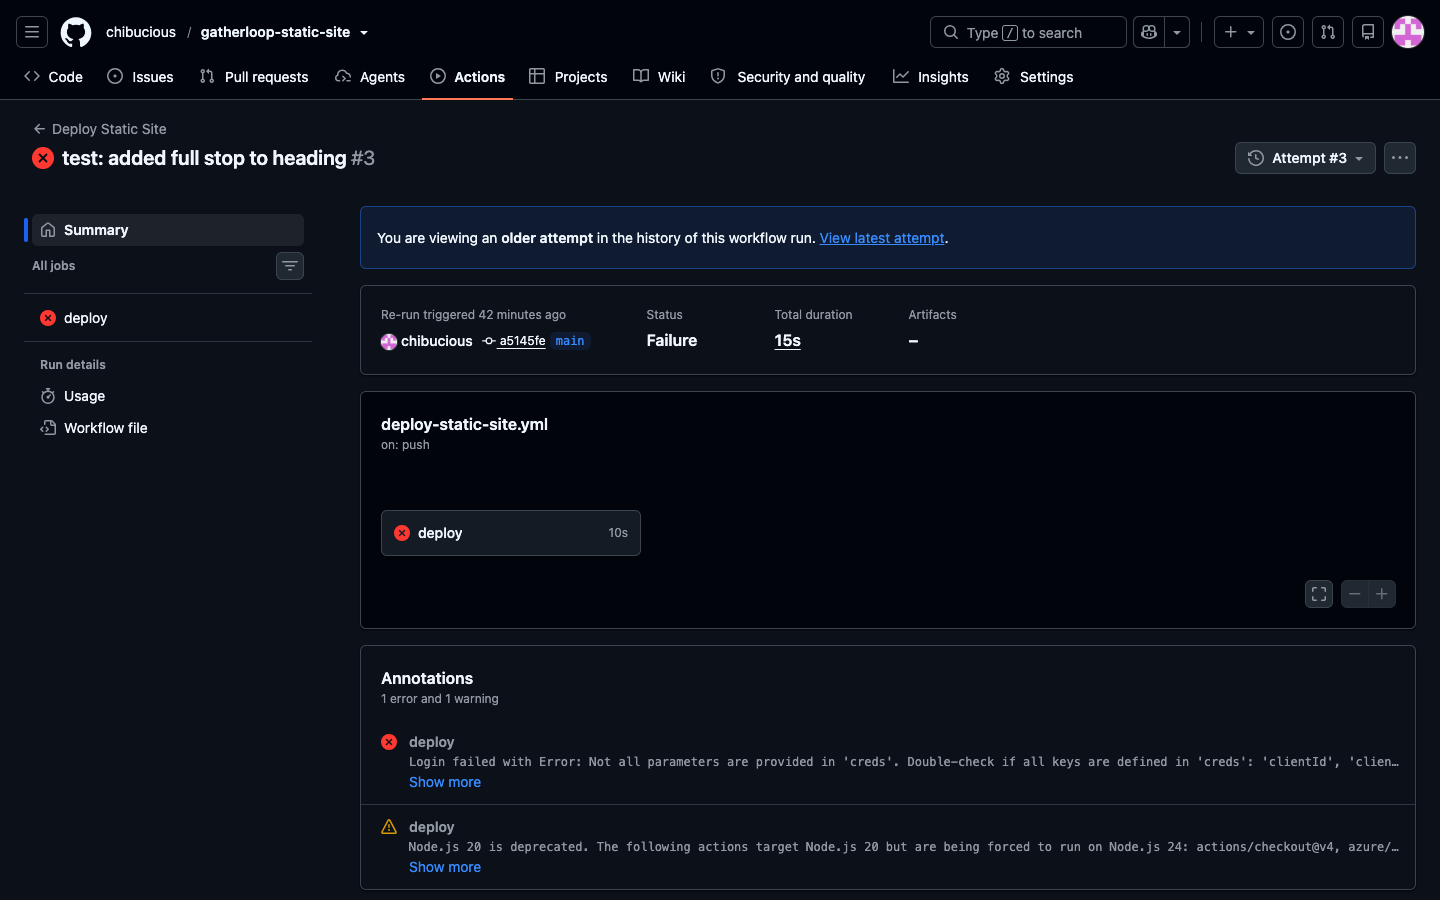 chibucious / gatherloop-static-site
Type / to search
Code
Issues
Pull requests
Agents
Actions
Projects
Wiki
Security and quality
Insights
Settings
Deploy Static Site
test: added full stop to heading #3
Attempt #3
Summary
All jobs
deploy
Run details
Usage
Workflow file
You are viewing an older attempt in the history of this workflow run. View latest attempt.
Re-run triggered 42 minutes ago
chibucious a5145fe main
Status
Failure
Total duration
15s
Artifacts
–
deploy-static-site.yml
on: push
deploy 10s
Annotations
1 error and 1 warning
deploy
Login failed with Error: Not all parameters are provided in 'creds'. Double-check if all keys are defined in 'creds': 'clientId', 'clien…
Show more
deploy
Node.js 20 is deprecated. The following actions target Node.js 20 but are being forced to run on Node.js 24: actions/checkout@v4, azure/…
Show more